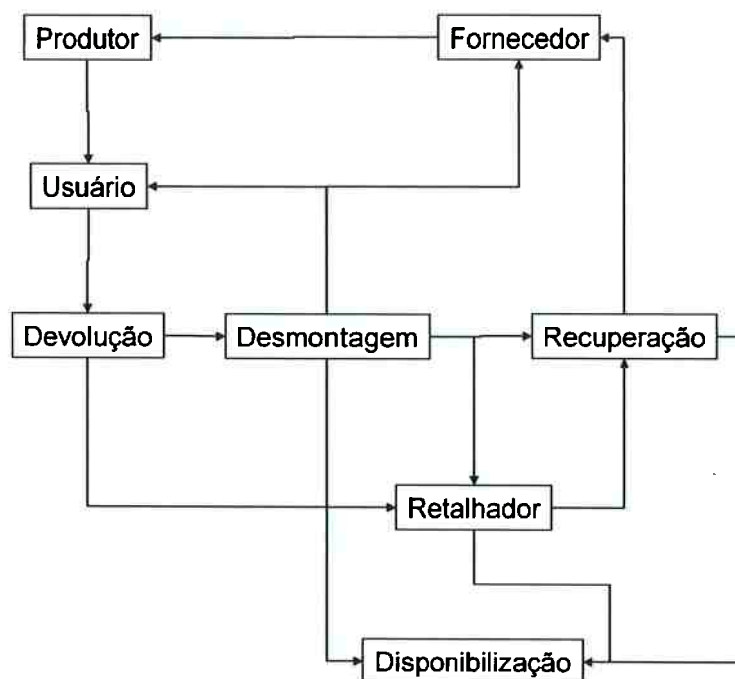 Produtor
Fornecedor
Usuário
Devolução
Desmontagem
Recuperação
Retalhador
Disponibilização